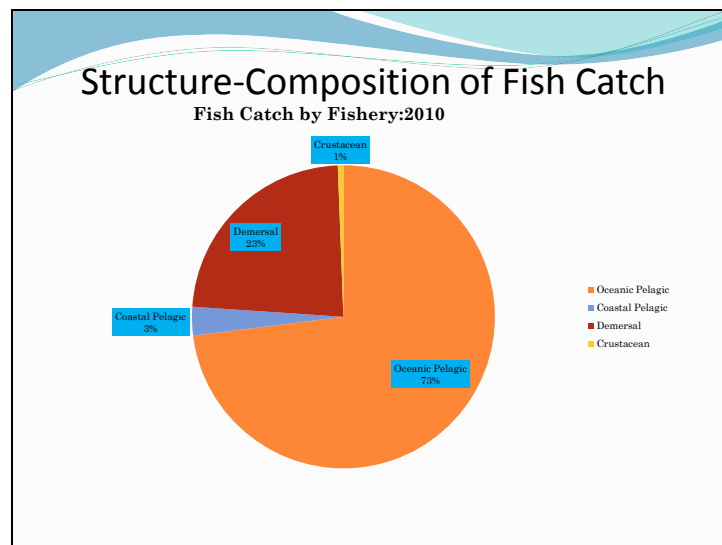 Structure-Composition of Fish Catch
Fish Catch by Fishery:2010
Crustacean
1%
Demersal
23%
Coastal Pelagic
3%
Oceanic Pelagic
73%
Oceanic Pelagic
Coastal Pelagic
Demersal
Crustacean